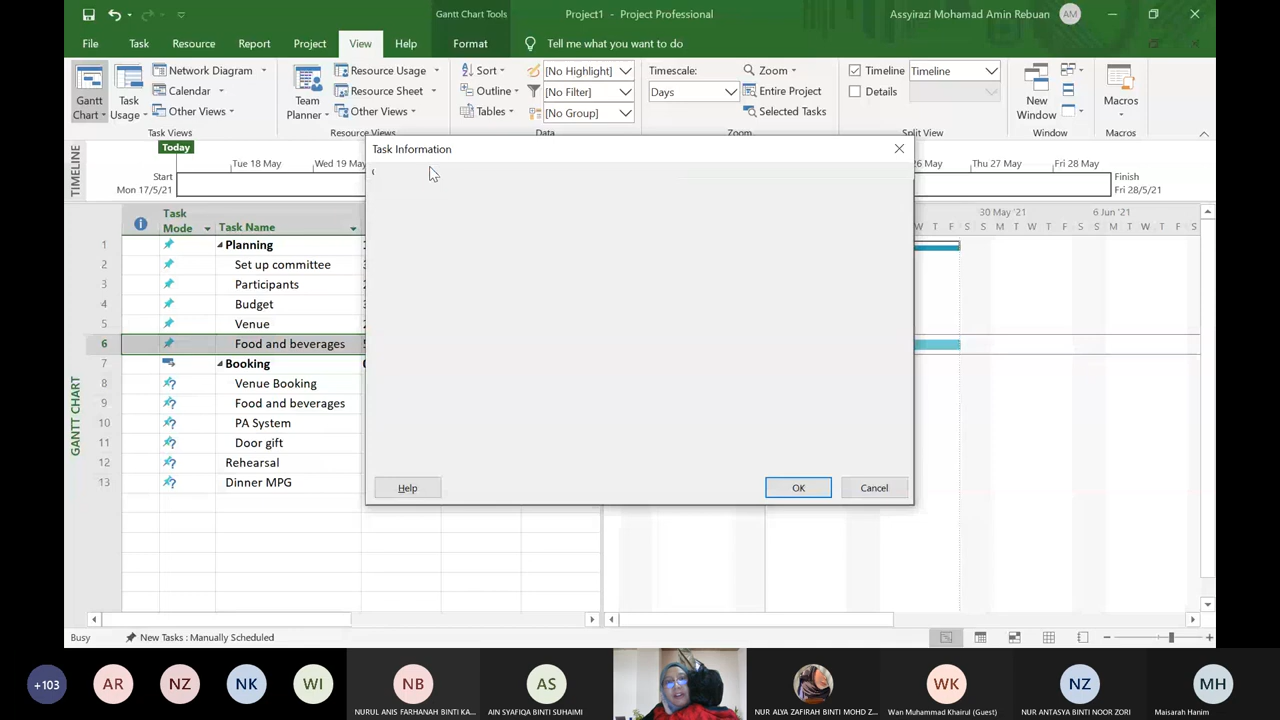 Gantt Chart Tools Project1 - Project Professional Assyirazi Mohamad Amin Rebuan AM
File Task Resource Report Project View Help Format Tell me what you want to do
Gantt Chart
Task Usage
Network Diagram
Calendar
Other Views
Task Views
Team Planner
Resource Usage
Resource Sheet
Other Views
Resource Views
Sort
Outline
Tables
[No Highlight]
[No Filter]
[No Group]
Data
Timescale:
Days
Zoom
Entire Project
Selected Tasks
Zoom
Timeline Timeline
Details
Split View
New Window
Window
Macros
Macros
TIMELINE
Today
Tue 18 May Wed 19 M 26 May Thu 27 May Fri 28 May
Start
Mon 17/5/21
Finish
Fri 28/5/21
Task Information
Help OK Cancel
GANTT CHART
Task Mode Task Name
30 May '21 6 Jun '21
W T F S S M T W T F S S M T W T F S
1 Planning
2 Set up committee
3 Participants
4 Budget
5 Venue
6 Food and beverages
7 Booking
8 Venue Booking
9 Food and beverages
10 PA System
11 Door gift
12 Rehearsal
13 Dinner MPG
Busy New Tasks : Manually Scheduled
+103 AR NZ NK WI NB AS WK NZ MH
NURUL ANIS FARHANAH BINTI KA... AIN SYAFIQA BINTI SUHAIMI NUR ALYA ZAFIRAH BINTI MOHD Z... Wan Muhammad Khairul (Guest) NUR ANTASYA BINTI NOOR ZORI Maisarah Hanim